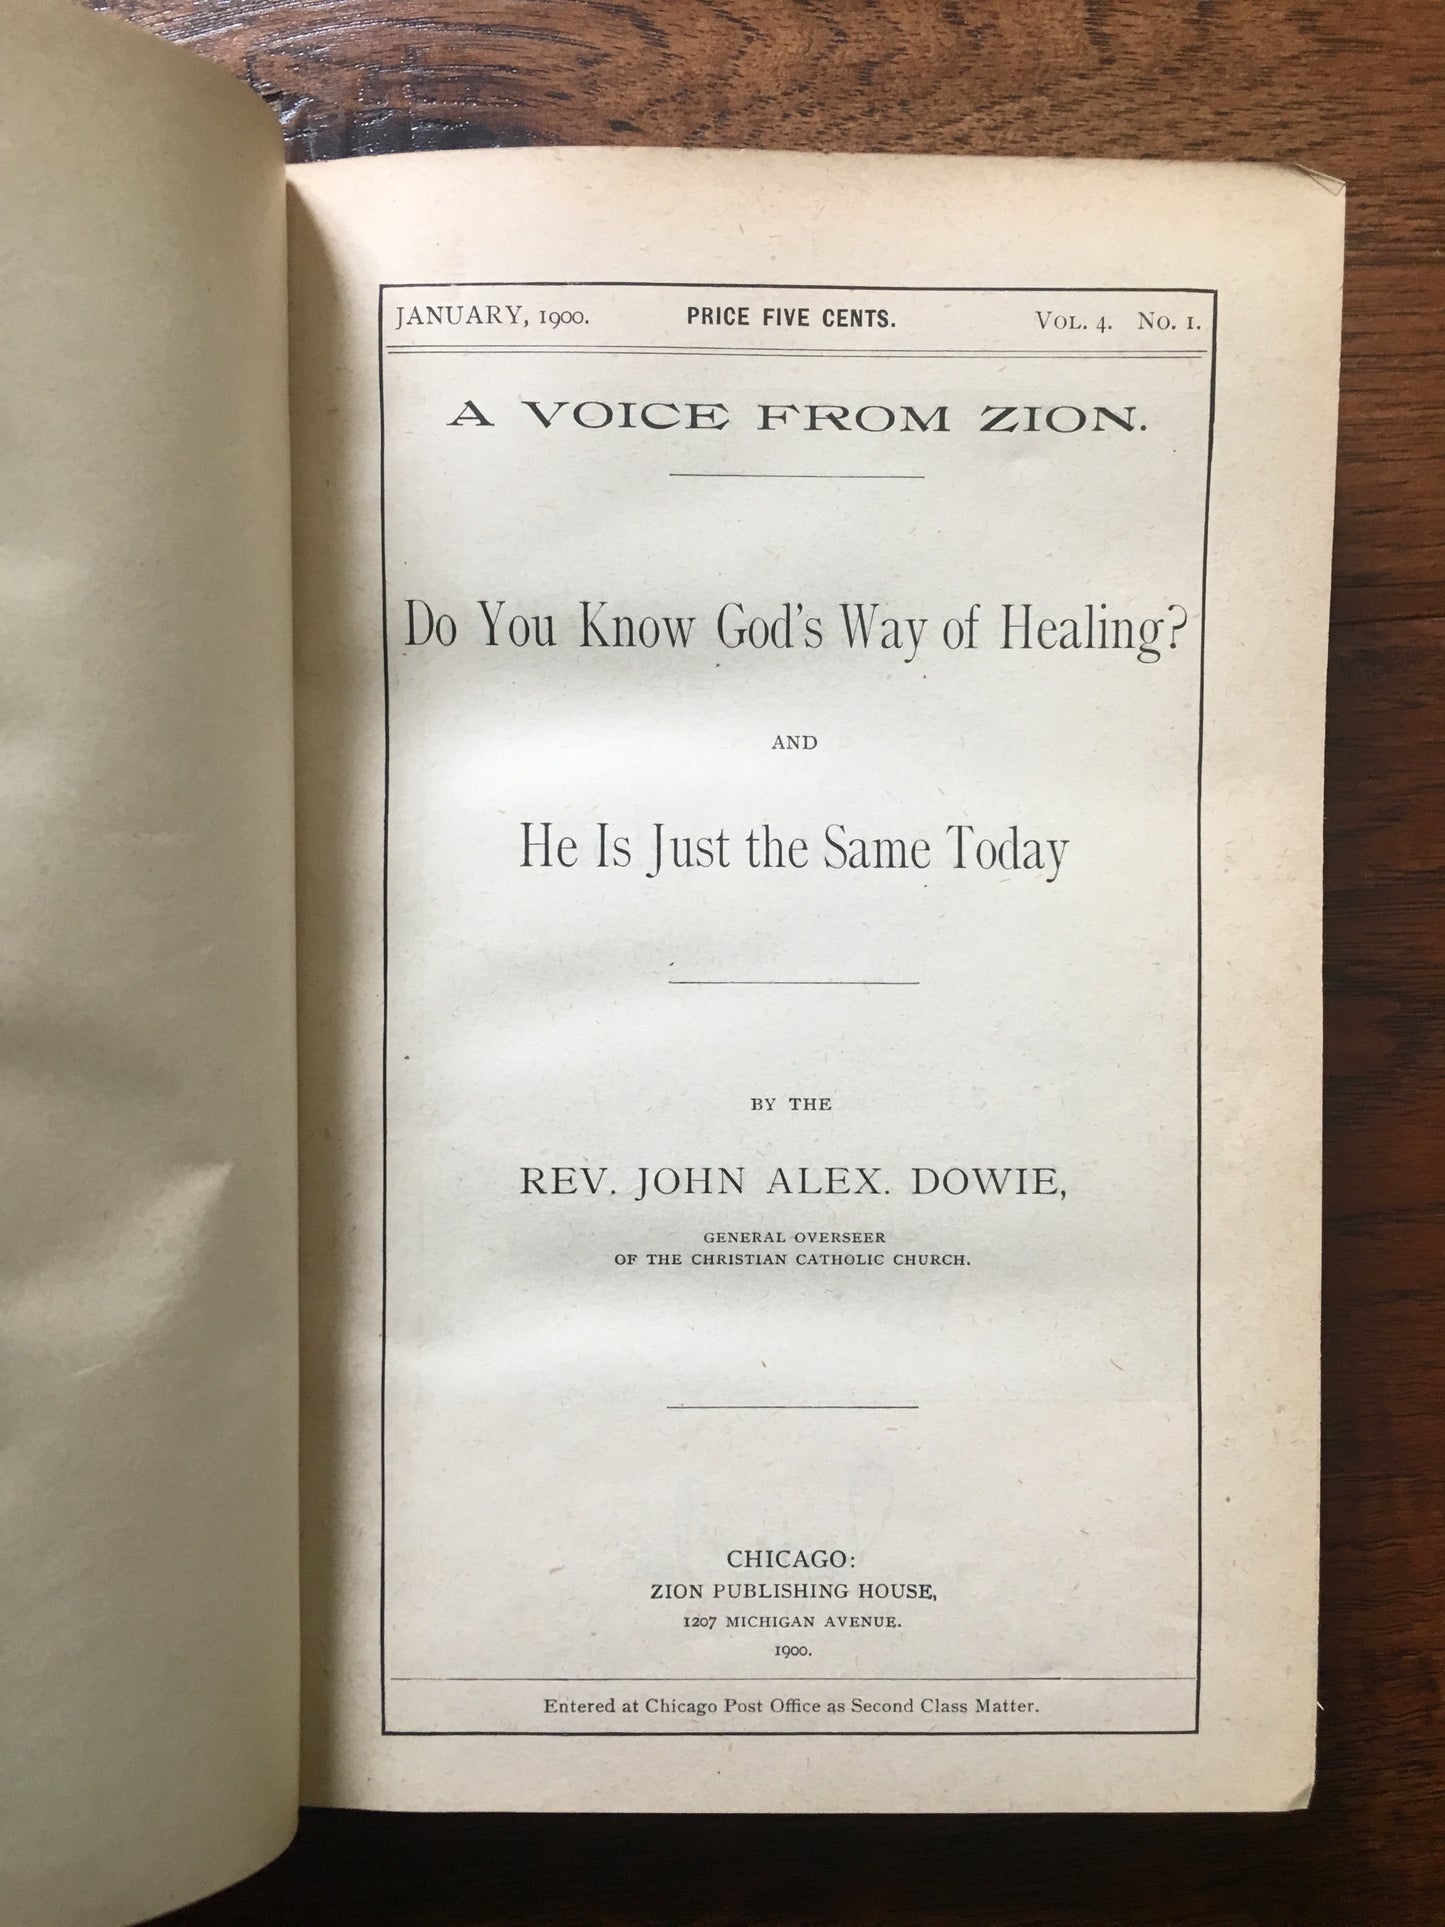 JANUARY, 1900. PRICE FIVE CENTS. VOL. 4. NO. 1.
A VOICE FROM ZION.
Do You Know God's Way of Healing?
AND
He Is Just the Same Today
BY THE
REV. JOHN ALEX. DOWIE,
GENERAL OVERSEER
OF THE CHRISTIAN CATHOLIC CHURCH.
CHICAGO:
ZION PUBLISHING HOUSE,
1207 MICHIGAN AVENUE.
1900.
Entered at Chicago Post Office as Second Class Matter.